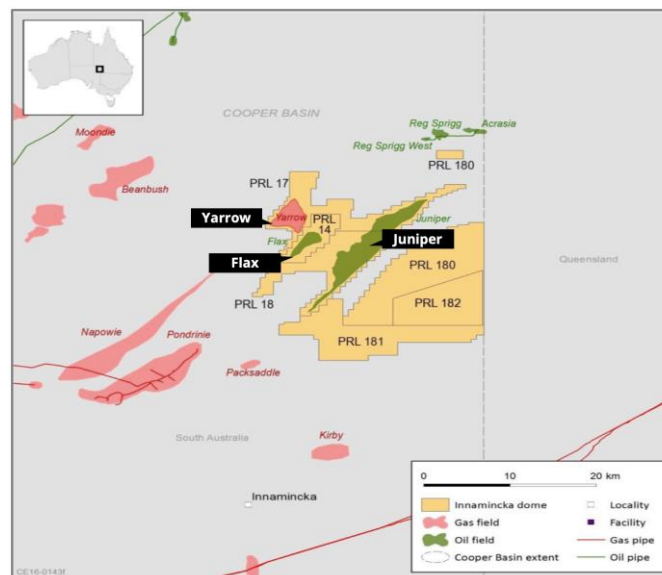 COOPER BASIN
Moondie
Beanbush
Reg Sprigg
Acrasia
Reg Sprigg West
PRL 180
PRL 17
Yarrow
Yarrow
PRL
14
Juniper
Flax
Juniper
Flax
PRL 180
Queensland
PRL 18
PRL 182
Napowie
Pondrinie
PRL 181
Packsaddle
South Australia
Kirby
Innamincka
0 10 20 km
Innamincka dome
Gas field
Oil field
Cooper Basin extent
Locality
Facility
Gas pipe
Oil pipe
CE16-0143f